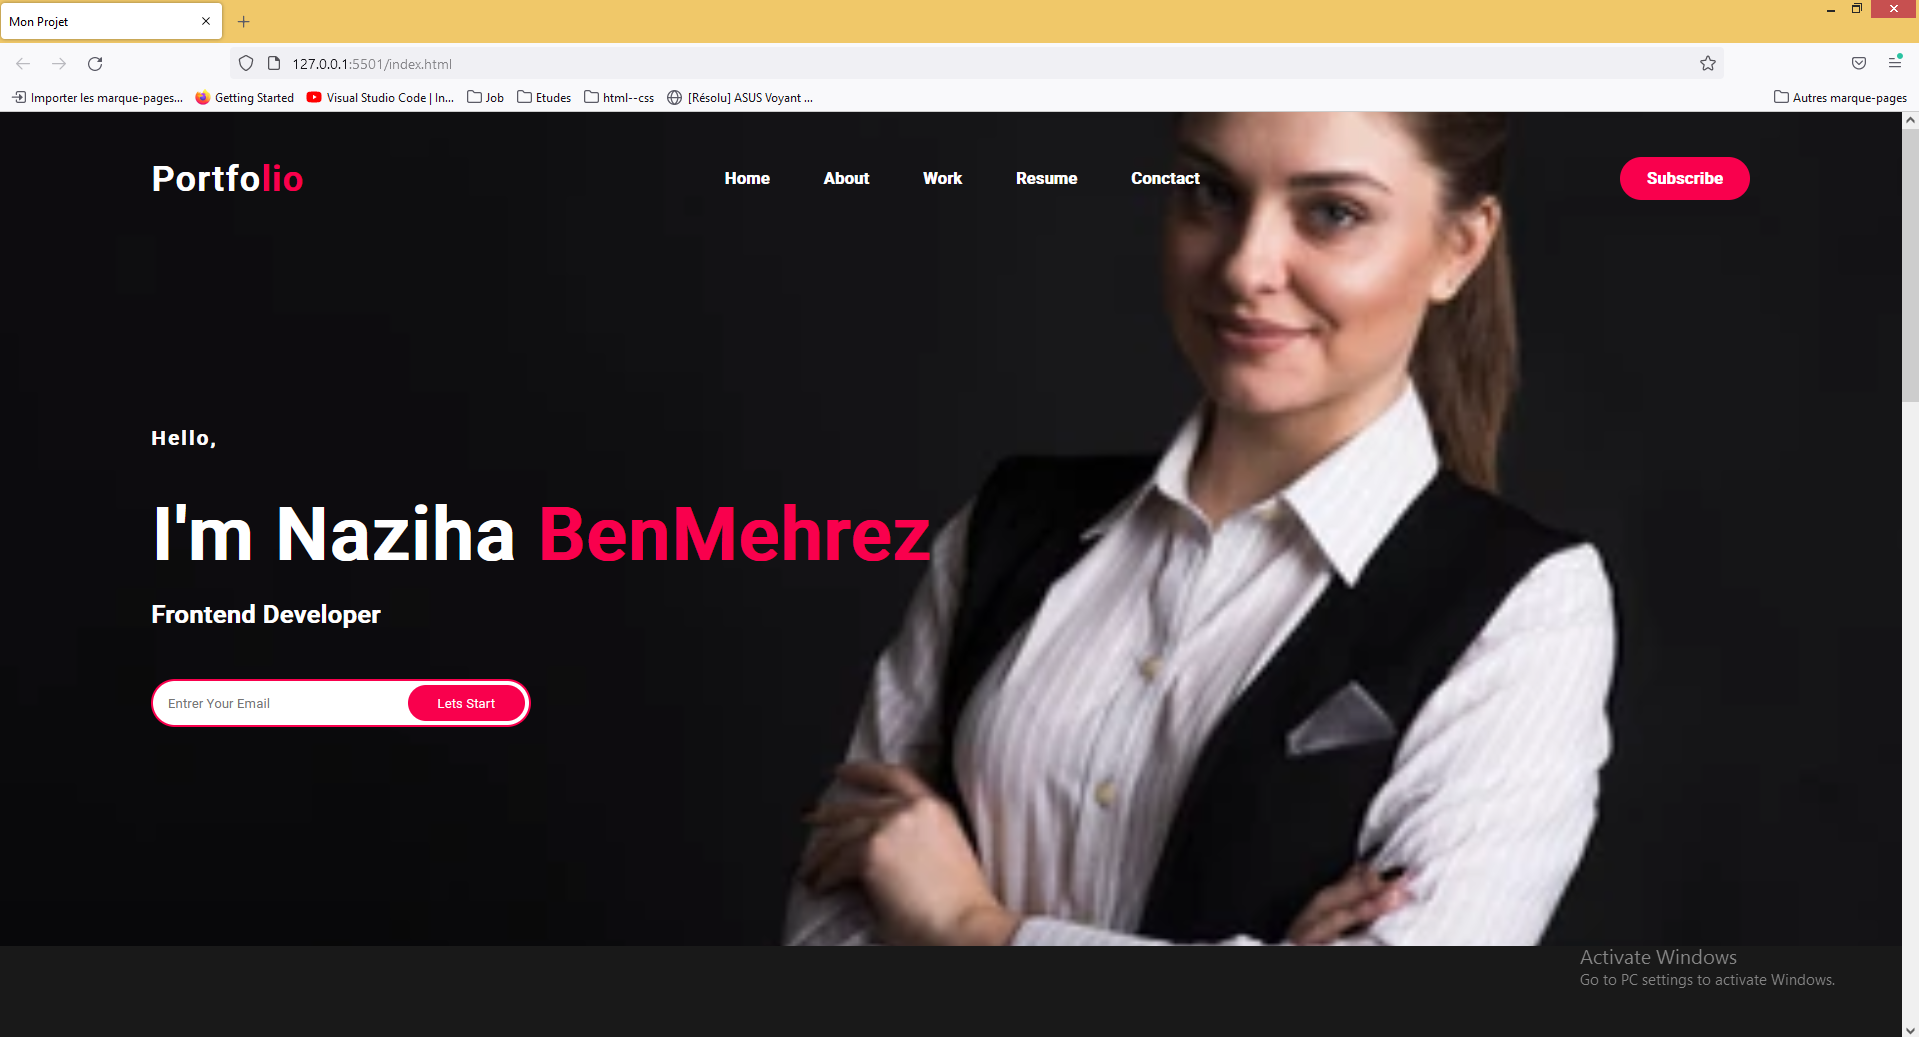 Mon Projet
127.0.0.1:5501/index.html
Importer les marque-pages... Getting Started Visual Studio Code | In... Job Etudes html--css [Résolu] ASUS Voyant ... Autres marque-pages
Portfolio Home About Work Resume Conctact Subscribe
Hello,
I'm Naziha BenMehrez
Frontend Developer
Entrer Your Email Lets Start
Activate Windows
Go to PC settings to activate Windows.